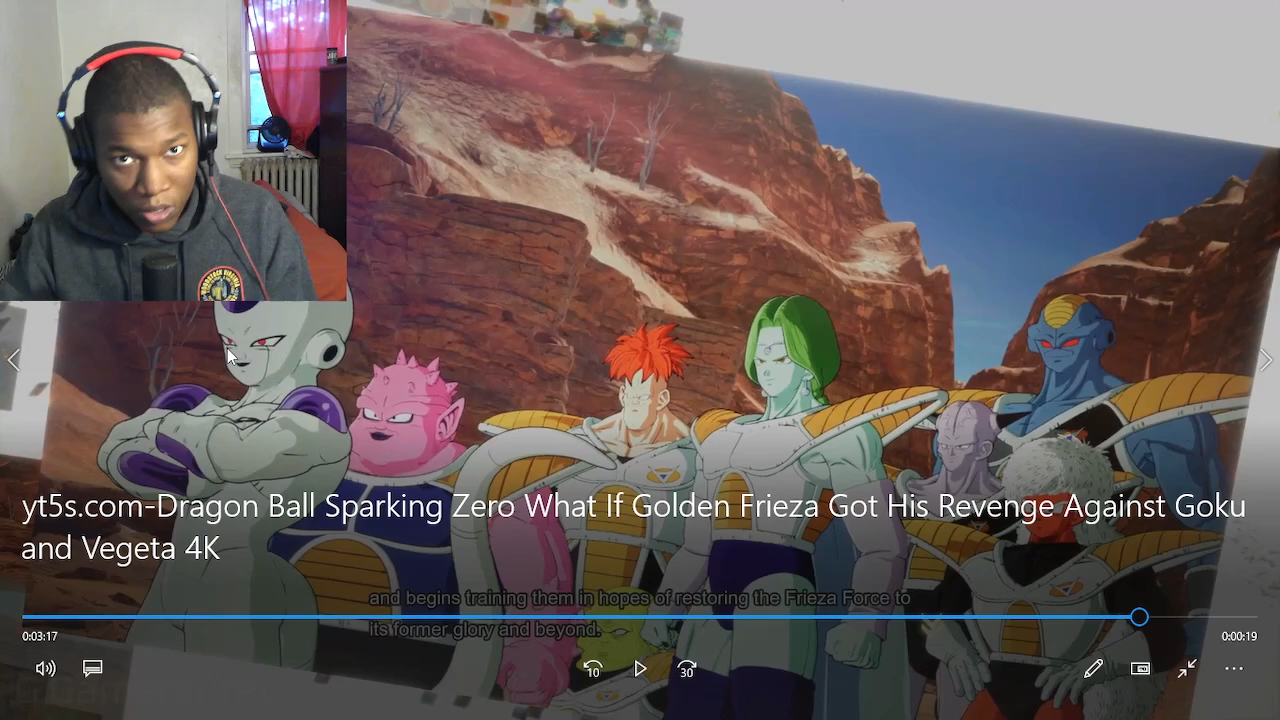 yt5s.com-Dragon Ball Sparking Zero What If Golden Frieza Got His Revenge Against Goku
and Vegeta 4K
and begins training them in hopes of restoring the Frieza Force to
its former glory and beyond.
0:03:17
0:00:19
10
30